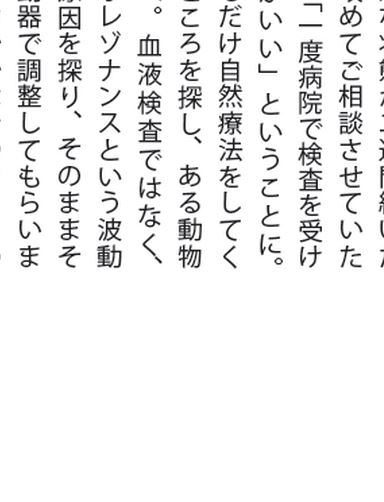 めてご相談させていた
「一度病院で検査を受け
がいい」ということに。
だけ自然療法をしてく
ころを探し、ある動物
。血液検査ではなく、
レゾナンスという波動
原因を探り、そのままそ
動器で調整してもらいま